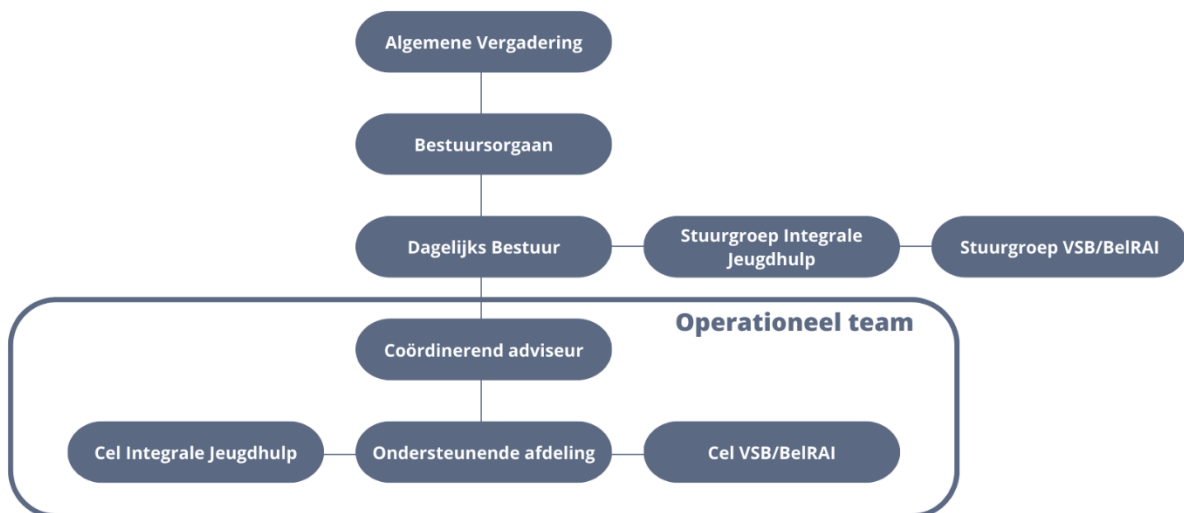 Algemene Vergadering
Bestuursorgaan
Dagelijks Bestuur
Stuurgroep Integrale
Jeugdhulp
Stuurgroep VSB/BelRAI
Operationeel team
Coördinerend adviseur
Cel Integrale Jeugdhulp
Ondersteunende afdeling
Cel VSB/BelRAI